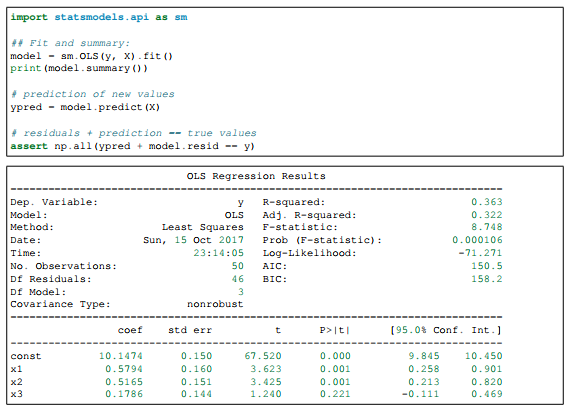 import statsmodels.api as sm
## Fit and summary:
model = sm.OLS(y, X).fit()
print(model.summary())
# prediction of new values
ypred = model.predict(X)
# residuals + prediction == true values
assert np.all(ypred + model.resid == y)
OLS Regression Results
==============================================================================
Dep. Variable: y R-squared: 0.363
Model: OLS Adj. R-squared: 0.322
Method: Least Squares F-statistic: 8.748
Date: Sun, 15 Oct 2017 Prob (F-statistic): 0.000106
Time: 23:14:05 Log-Likelihood: -71.271
No. Observations: 50 AIC: 150.5
Df Residuals: 46 BIC: 158.2
Df Model: 3
Covariance Type: nonrobust
==============================================================================
coef std err t P>|t| [95.0% Conf. Int.]
------------------------------------------------------------------------------
const 10.1474 0.150 67.520 0.000 9.845 10.450
x1 0.5794 0.160 3.623 0.001 0.258 0.901
x2 0.5165 0.151 3.425 0.001 0.213 0.820
x3 0.1786 0.144 1.240 0.221 -0.111 0.469